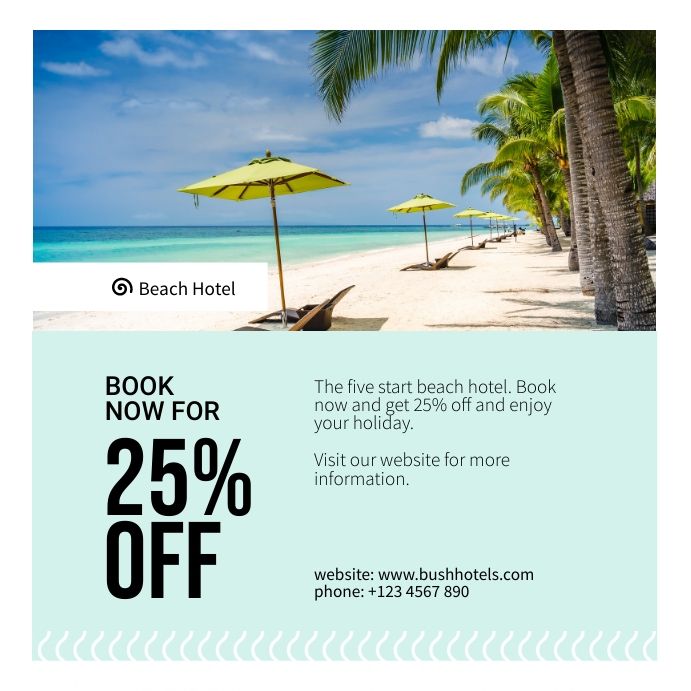 Beach Hotel
BOOK
NOW FOR
25%
OFF
The five start beach hotel. Book
now and get 25% off and enjoy
your holiday.
Visit our website for more
information.
website: www.bushhotels.com
phone: +123 4567 890